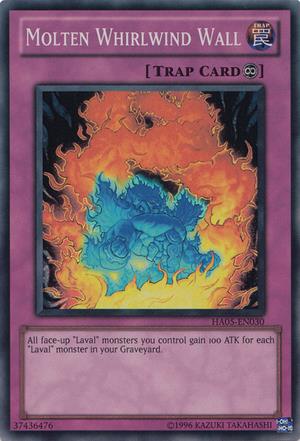 MOLTEN WHIRLWIND WALL
TRAP
罠
[TRAP CARD]
HA05-EN030
All face-up "Laval" monsters you control gain 100 ATK for each
"Laval" monster in your Graveyard.
37436476
©1996 KAZUKI TAKAHASHI